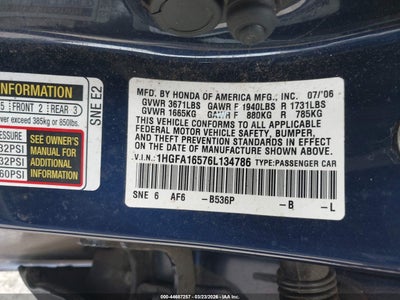 INFORMATION
5 FRONT 2 REAR 3
ver exceed 385kg or 850lbs.
ESSURE
32PSI
32PSI
60PSI
SEE OWNER'S
MANUAL FOR
ADDITIONAL
INFORMATION
SNE E2
MFD. BY HONDA OF AMERICA MFG., INC. 07/'06
GVWR 3671LBS GAWR F 1940LBS R 1731LBS
GVWR 1665KG GAWR F 880KG R 785KG
THIS VEHICLE CONFORMS TO ALL APPLICABLE
FEDERAL MOTOR VEHICLE SAFETY, BUMPER,
AND THEFT PREVENTION STANDARDS IN EFFECT ON
THE DATE OF MANUFACTURE SHOWN ABOVE.
V.I.N.: 1HGFA16576L134786 TYPE:PASSENGER CAR
SNE 6 AF6 -B536P -B -L
©000-44687257 - 03/23/2026 - IAAHQ